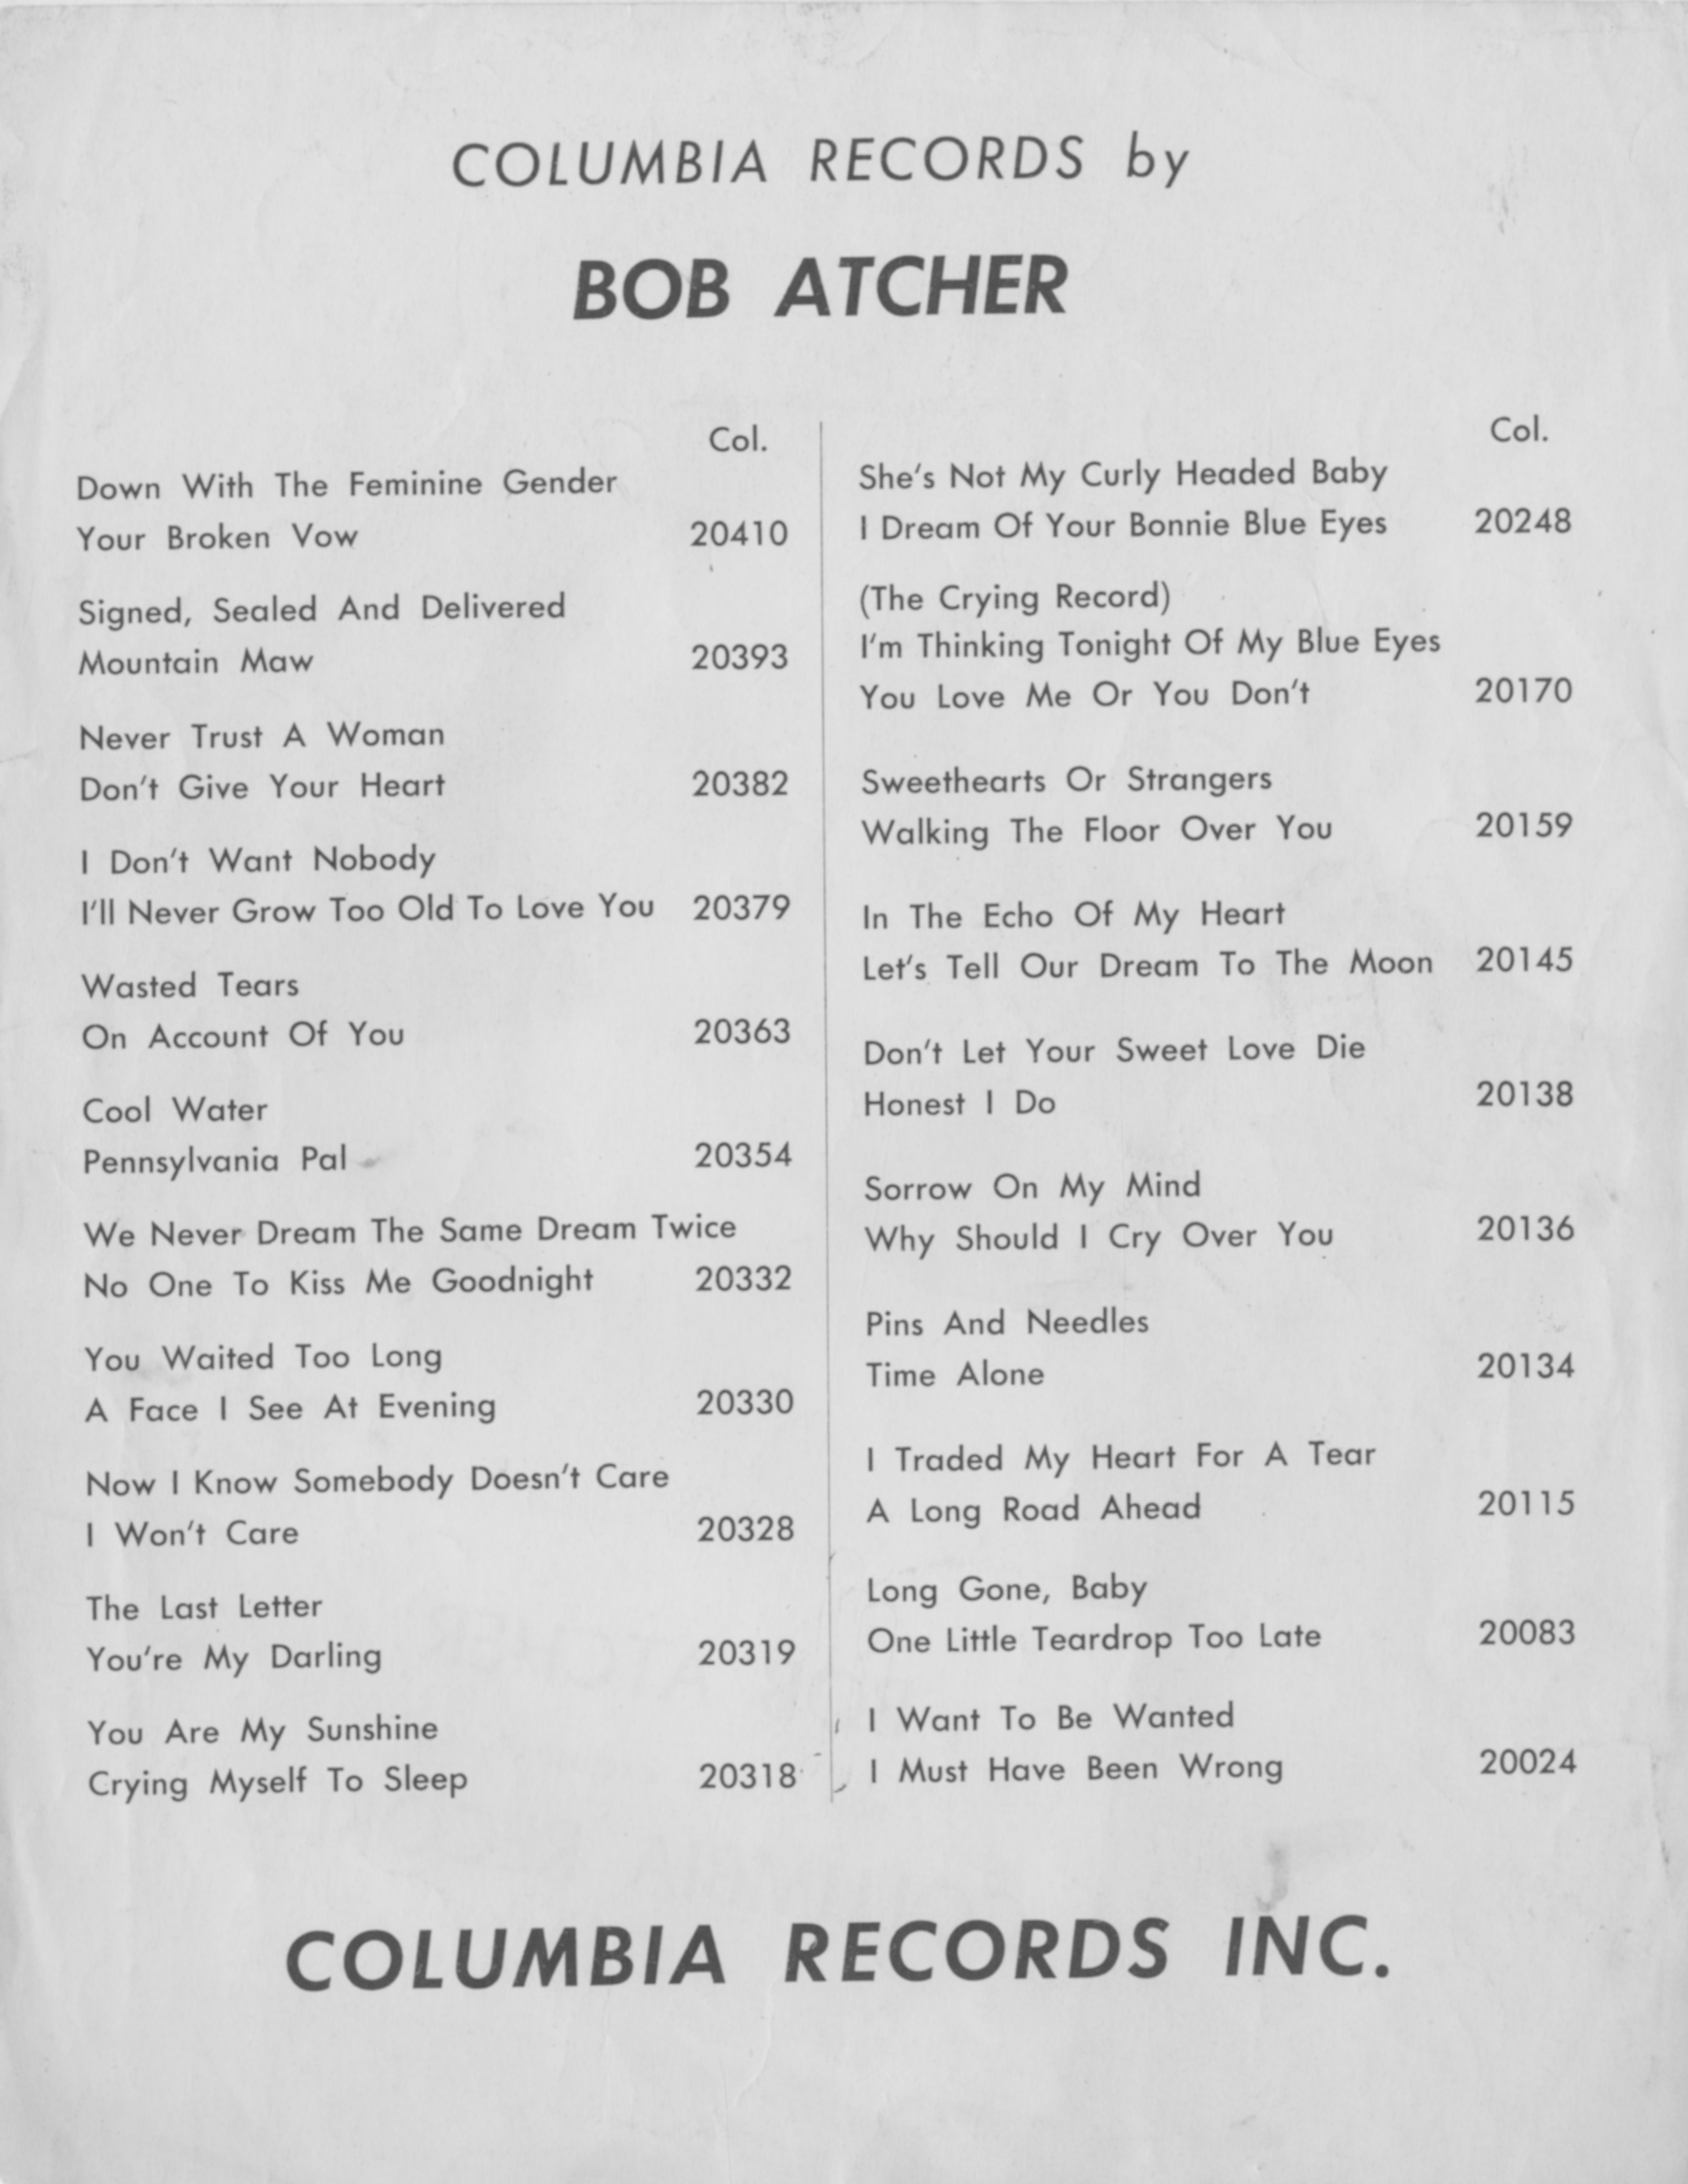 COLUMBIA RECORDS by
BOB ATCHER
Col.
Down With The Feminine Gender
Your Broken Vow 20410
Signed, Sealed And Delivered
Mountain Maw 20393
Never Trust A Woman
Don't Give Your Heart 20382
I Don't Want Nobody
I'll Never Grow Too Old To Love You 20379
Wasted Tears
On Account Of You 20363
Cool Water
Pennsylvania Pal 20354
We Never Dream The Same Dream Twice
No One To Kiss Me Goodnight 20332
You Waited Too Long
A Face I See At Evening 20330
Now I Know Somebody Doesn't Care
I Won't Care 20328
The Last Letter
You're My Darling 20319
You Are My Sunshine
Crying Myself To Sleep 20318
Col.
She's Not My Curly Headed Baby
I Dream Of Your Bonnie Blue Eyes 20248
(The Crying Record)
I'm Thinking Tonight Of My Blue Eyes
You Love Me Or You Don't 20170
Sweethearts Or Strangers
Walking The Floor Over You 20159
In The Echo Of My Heart
Let's Tell Our Dream To The Moon 20145
Don't Let Your Sweet Love Die
Honest I Do 20138
Sorrow On My Mind
Why Should I Cry Over You 20136
Pins And Needles
Time Alone 20134
I Traded My Heart For A Tear
A Long Road Ahead 20115
Long Gone, Baby
One Little Teardrop Too Late 20083
I Want To Be Wanted
I Must Have Been Wrong 20024
COLUMBIA RECORDS INC.